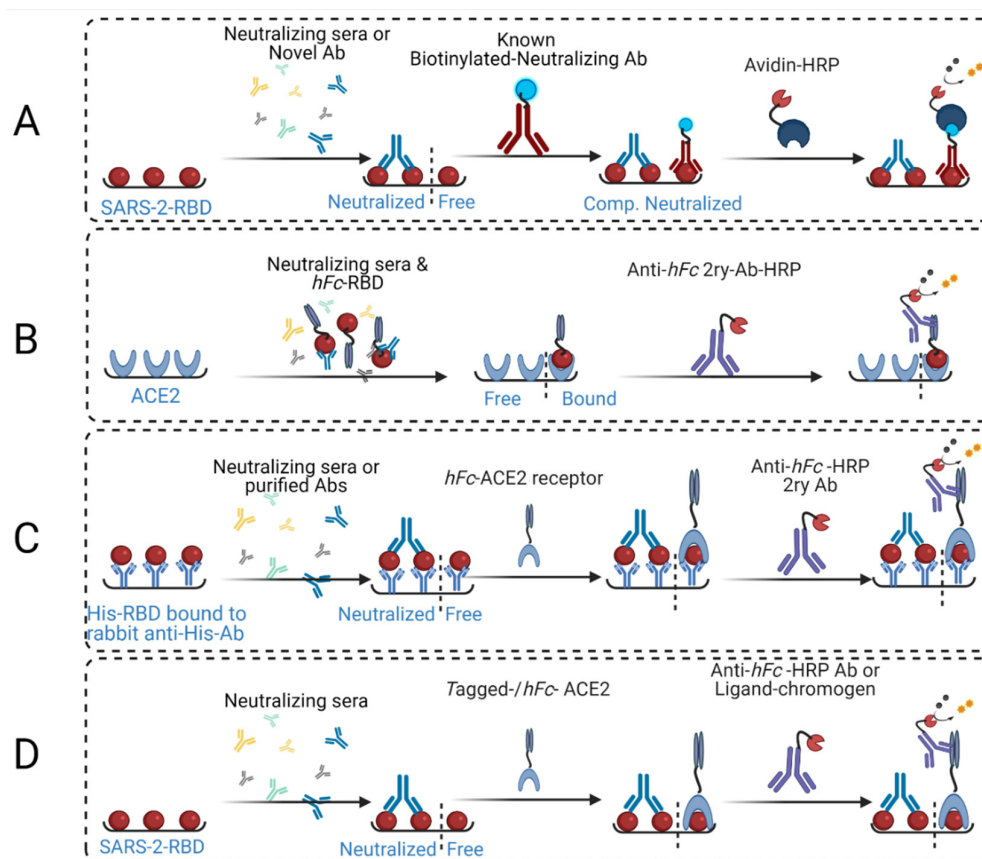 A
Neutralizing sera or
Novel Ab
Known
Biotinylated-Neutralizing Ab
Avidin-HRP
SARS-2-RBD
Neutralized
Free
Comp. Neutralized
B
Neutralizing sera &
hFc-RBD
Anti-hFc 2ry-Ab-HRP
ACE2
Free
Bound
C
Neutralizing sera or
purified Abs
hFc-ACE2 receptor
Anti-hFc -HRP
2ry Ab
His-RBD bound to
rabbit anti-His-Ab
Neutralized
Free
D
Neutralizing sera
Tagged-/hFc- ACE2
Anti-hFc -HRP Ab or
Ligand-chromogen
SARS-2-RBD
Neutralized
Free